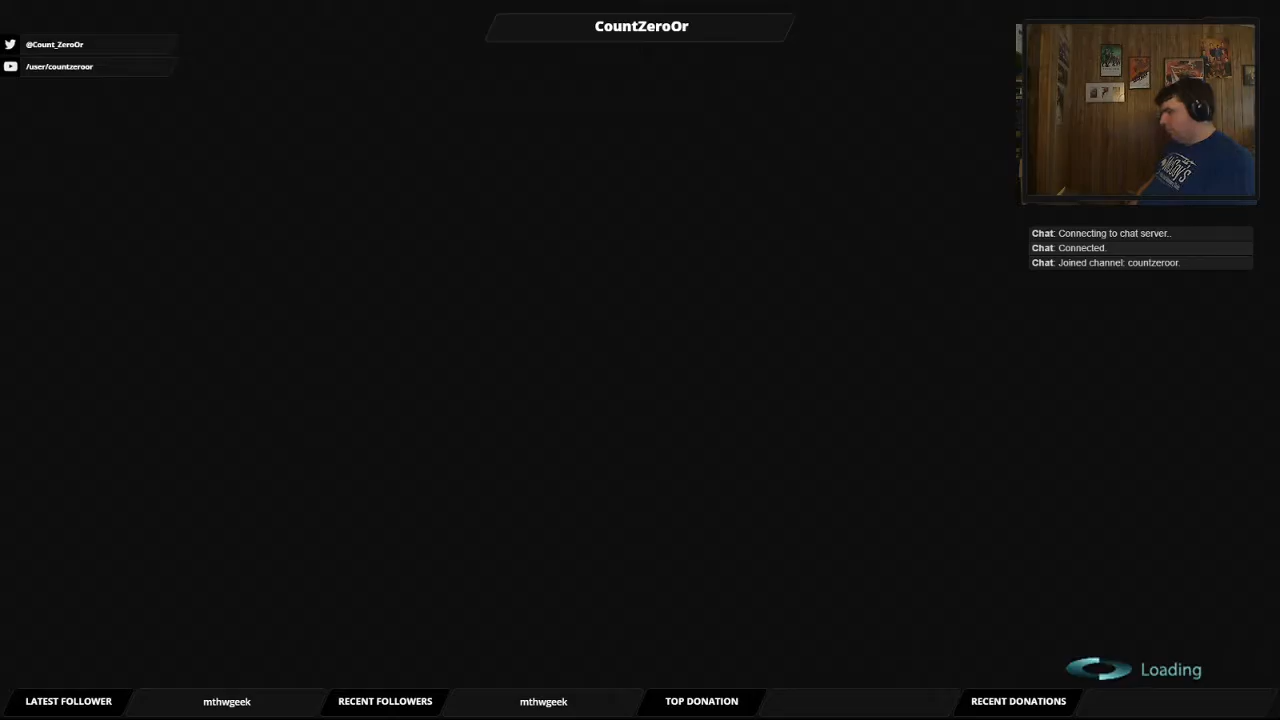 CountZeroOr
@Count_ZeroOr
/user/countzeroor
Chat: Connecting to chat server..
Chat: Connected.
Chat: Joined channel: countzeroor.
Loading
LATEST FOLLOWER mthwgeek RECENT FOLLOWERS mthwgeek TOP DONATION RECENT DONATIONS